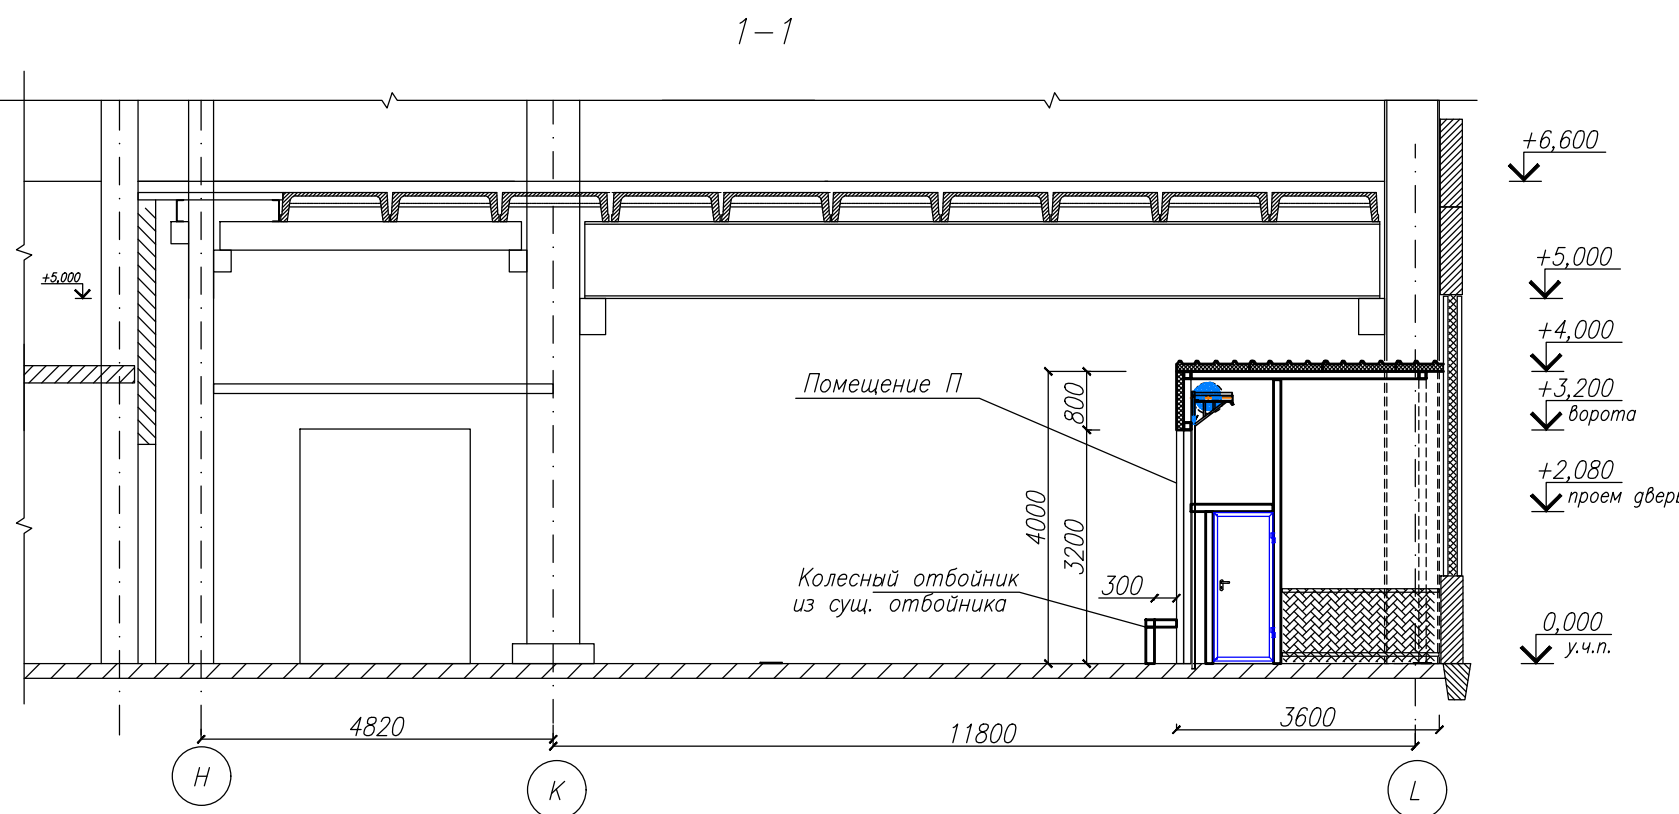 1-1
+6,600
+5,000
+5,000
+4,000
Помещение П
800
+3,200
ворота
+2,080
проем дверь
4000
3200
Колесный отбойник
из сущ. отбойника
300
0,000
у.ч.п.
4820
11800
3600
Н
К
L